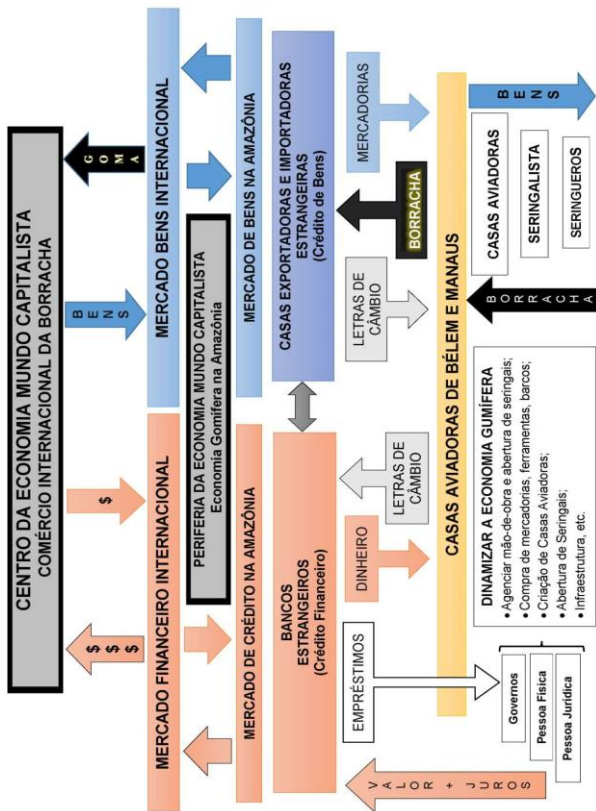 CENTRO DA ECONOMIA MUNDO CAPITALISTA
COMÉRCIO INTERNACIONAL DA BORRACHA
$ $ $
$
BENS
GOMA
MERCADO FINANCEIRO INTERNACIONAL
MERCADO BENS INTERNACIONAL
PERIFERIA DA ECONOMIA MUNDO CAPITALISTA
Economia Gomífera na Amazônia
MERCADO DE CRÉDITO NA AMAZÔNIA
MERCADO DE BENS NA AMAZÔNIA
BANCOS
ESTRANGEIROS
(Crédito Financeiro)
CASAS EXPORTADORAS E IMPORTADORAS
ESTRANGEIRAS
(Crédito de Bens)
VALOR + JUROS
EMPRÉSTIMOS
DINHEIRO
LETRAS DE
CÂMBIO
LETRAS DE
CÂMBIO
BORRACHA
MERCADORIAS
CASAS AVIADORAS DE BÉLEM E MANAUS
Governos
Pessoa Física
Pessoa Jurídica
DINAMIZAR A ECONOMIA GUMÍFERA
• Agenciar mão-de-obra e abertura de seringais;
• Compra de mercadorias, ferramentas, barcos;
• Criação de Casas Aviadoras;
• Abertura de Seringais;
• Infraestrutura, etc.
BORRACHA
CASAS AVIADORAS
SERINGALISTA
SERINGUEROS
BENS